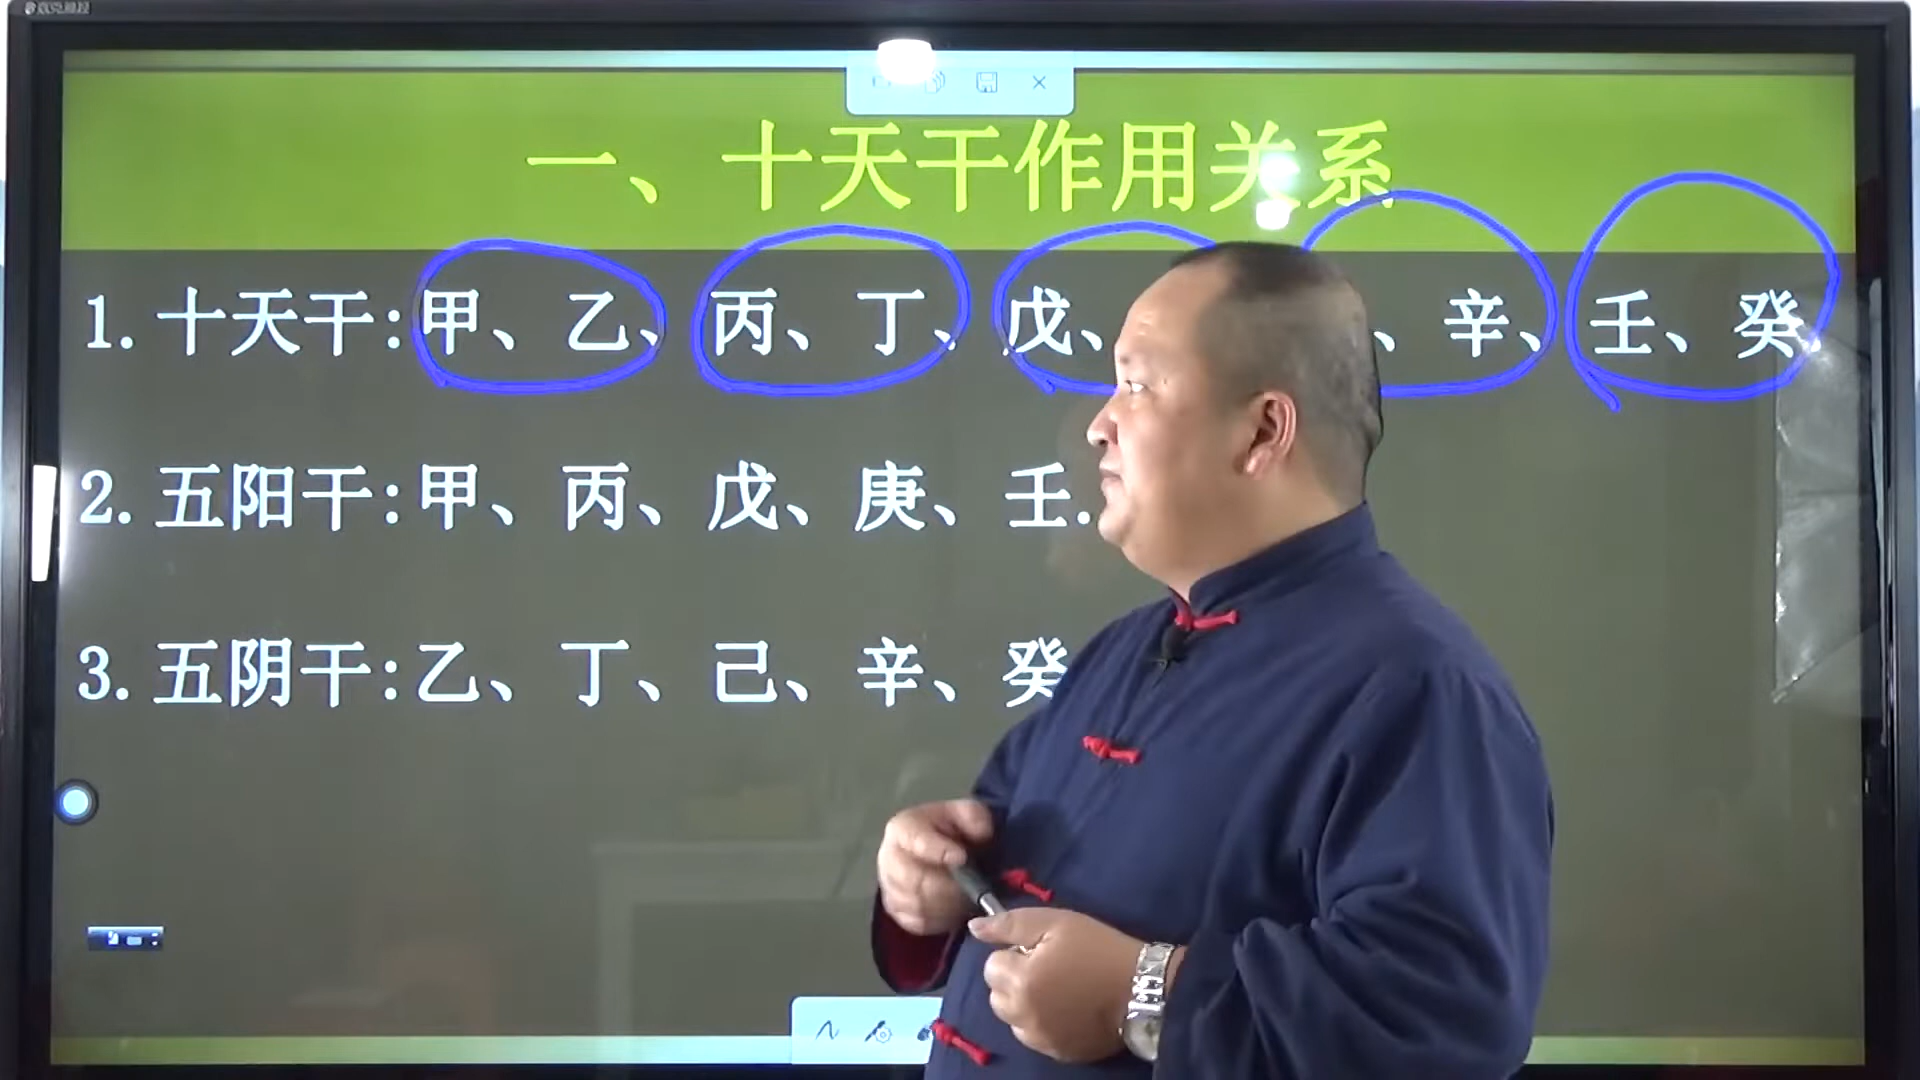 一、十天干作用关系
1.十天干:甲、乙、丙、丁、戊、、辛、壬、癸.
2.五阳干:甲、丙、戊、庚、壬.
3.五阴干:乙、丁、己、辛、癸